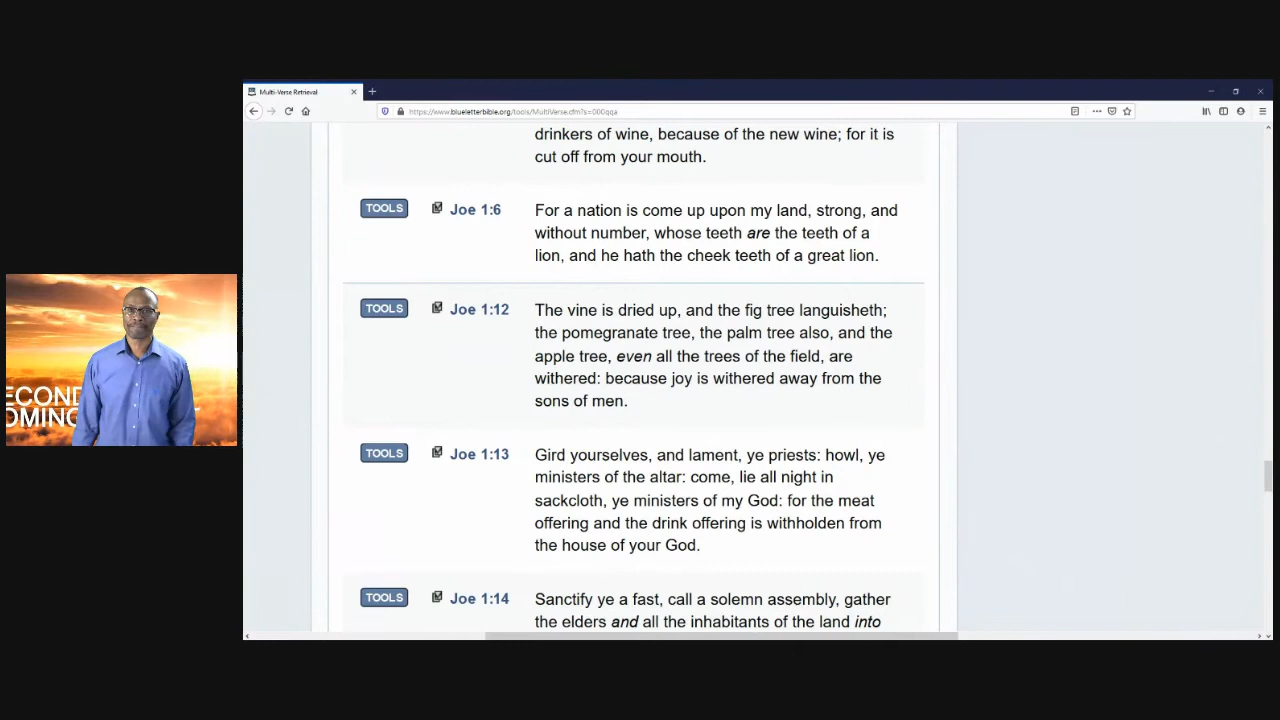 Multi-Verse Retrieval
https://www.blueletterbible.org/tools/MultiVerse.cfm?s=000qqa
drinkers of wine, because of the new wine; for it is
cut off from your mouth.
TOOLS Joe 1:6 For a nation is come up upon my land, strong, and
without number, whose teeth are the teeth of a
lion, and he hath the cheek teeth of a great lion.
TOOLS Joe 1:12 The vine is dried up, and the fig tree languisheth;
the pomegranate tree, the palm tree also, and the
apple tree, even all the trees of the field, are
withered: because joy is withered away from the
sons of men.
TOOLS Joe 1:13 Gird yourselves, and lament, ye priests: howl, ye
ministers of the altar: come, lie all night in
sackcloth, ye ministers of my God: for the meat
offering and the drink offering is withholden from
the house of your God.
TOOLS Joe 1:14 Sanctify ye a fast, call a solemn assembly, gather
the elders and all the inhabitants of the land into
ECOND
OMING